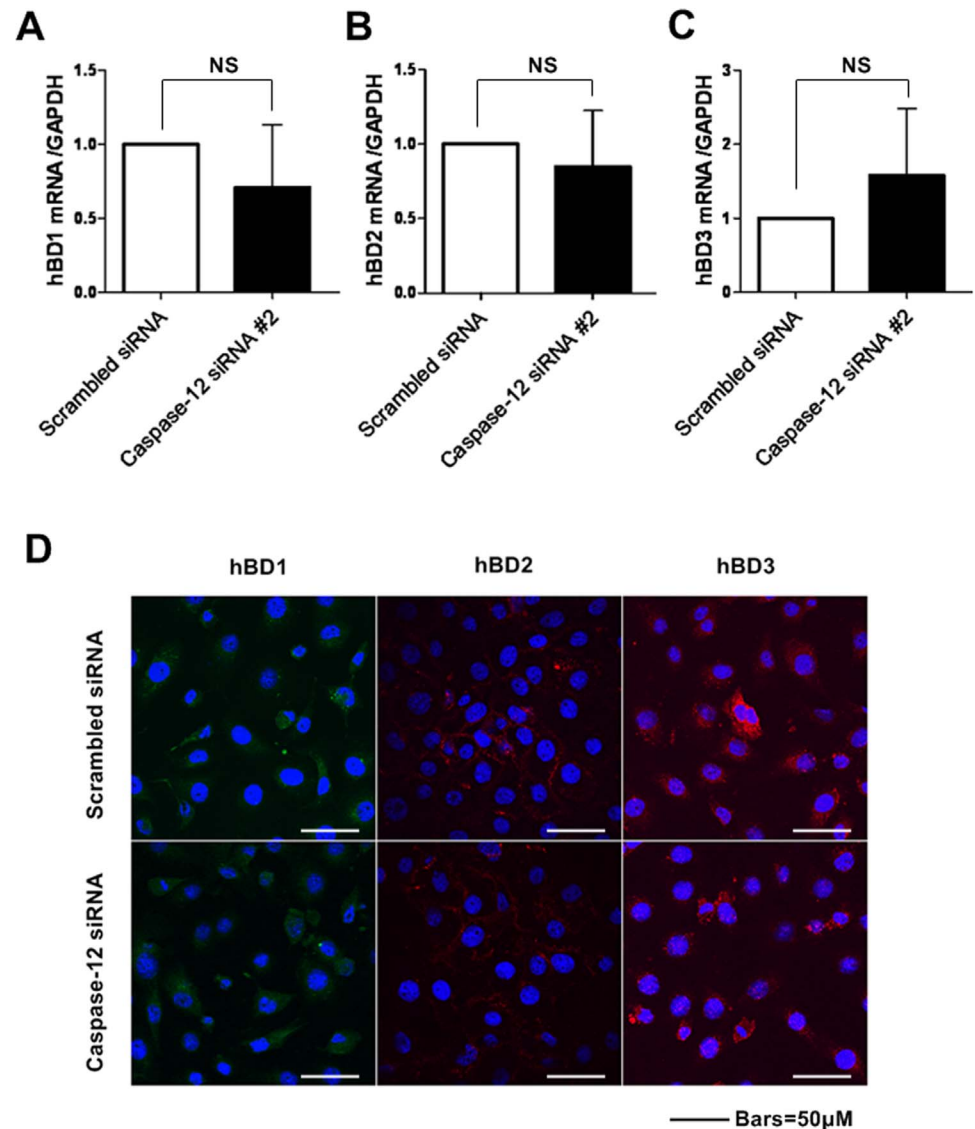 A
B
C
NS
NS
NS
hBD1 mRNA /GAPDH
1.5
1.0
0.5
0.0
hBD2 mRNA /GAPDH
1.5
1.0
0.5
0.0
hBD3 mRNA /GAPDH
3
2
1
0
Scrambled siRNA
Caspase-12 siRNA #2
Scrambled siRNA
Caspase-12 siRNA #2
Scrambled siRNA
Caspase-12 siRNA #2
D
hBD1
hBD2
hBD3
Scrambled siRNA
Caspase-12 siRNA
Bars=50μM